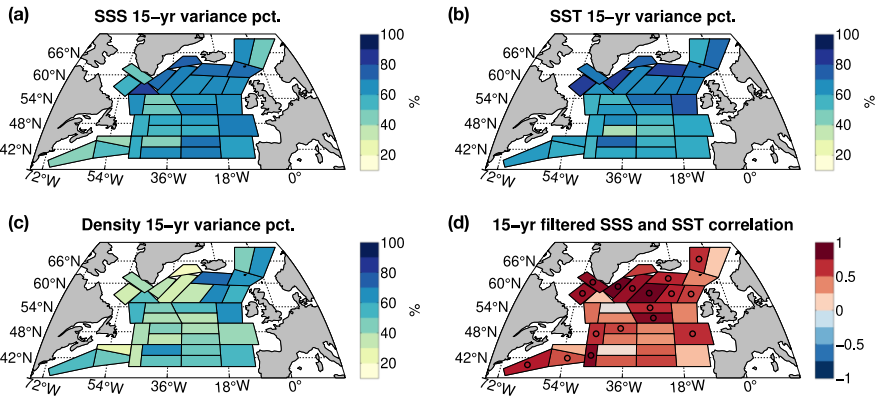 (a) SSS 15-yr variance pct.
66°N
60°N
54°N
48°N
42°N
72°W
54°W
36°W
18°W
0°
100
80
60
40
20
%
(b) SST 15-yr variance pct.
66°N
60°N
54°N
48°N
42°N
72°W
54°W
36°W
18°W
0°
100
80
60
40
20
%
(c) Density 15-yr variance pct.
66°N
60°N
54°N
48°N
42°N
72°W
54°W
36°W
18°W
0°
100
80
60
40
20
%
(d) 15-yr filtered SSS and SST correlation
66°N
60°N
54°N
48°N
42°N
72°W
54°W
36°W
18°W
0°
1
0.5
0
-0.5
-1